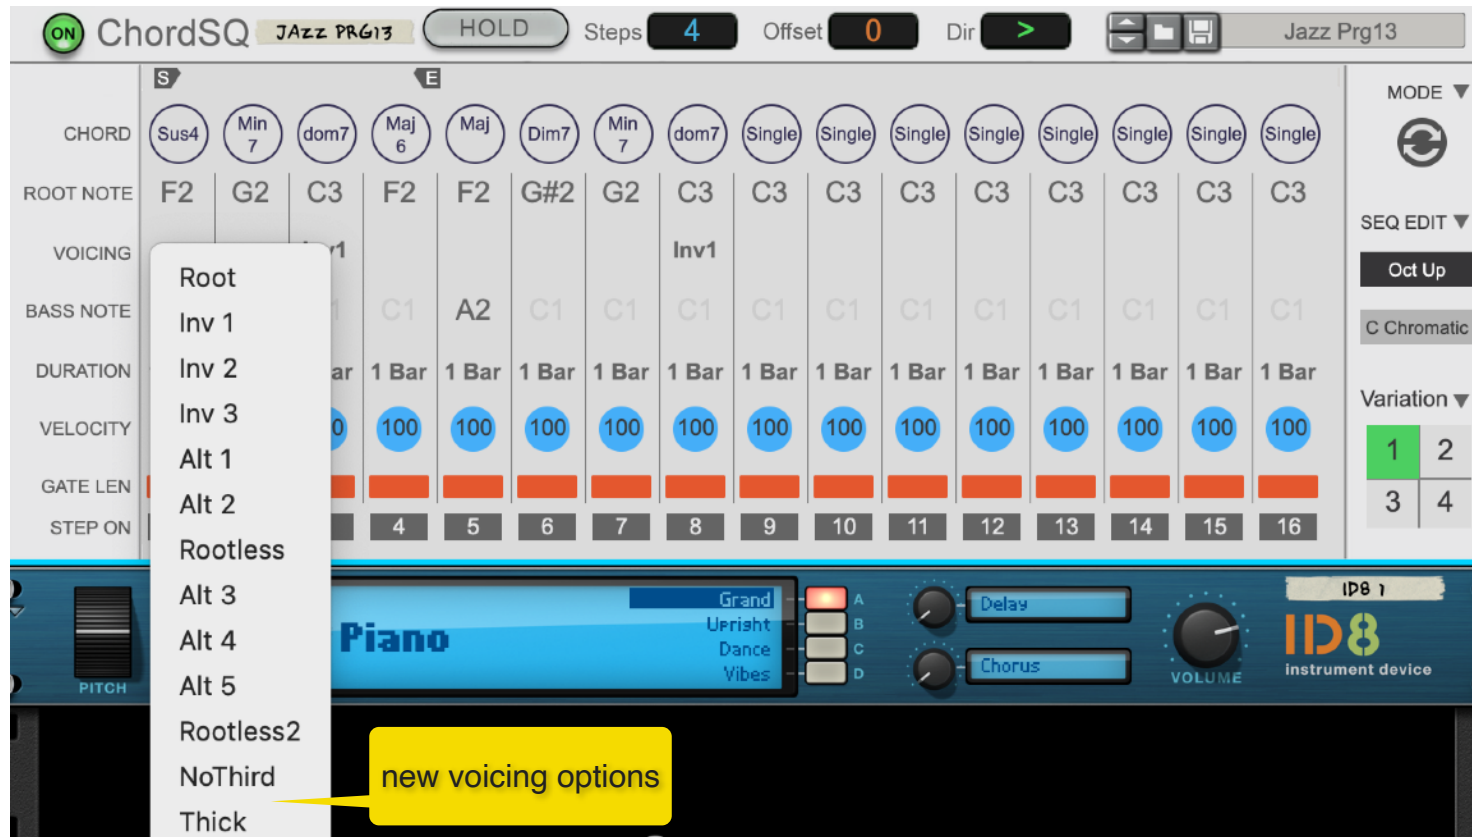 ON ChordSQ JAZZ PRG13 HOLD Steps 4 Offset 0 Dir > Jazz Prg13
S E
MODE
CHORD Sus4 Min 7 dom7 Maj 6 Maj Dim7 Min 7 dom7 Single Single Single Single Single Single Single Single
ROOT NOTE F2 G2 C3 F2 F2 G#2 G2 C3 C3 C3 C3 C3 C3 C3 C3 C3
SEQ EDIT
VOICING Inv1
Oct Up
BASS NOTE C1 A2 C1 C1 C1 C1 C1 C1 C1 C1 C1 C1 C1
C Chromatic
DURATION 1 Bar 1 Bar 1 Bar 1 Bar 1 Bar 1 Bar 1 Bar 1 Bar 1 Bar 1 Bar 1 Bar 1 Bar 1 Bar
Variation
VELOCITY 100 100 100 100 100 100 100 100 100 100 100 100 100
1 2
GATE LEN
3 4
STEP ON 4 5 6 7 8 9 10 11 12 13 14 15 16
Root
Inv 1
Inv 2
Inv 3
Alt 1
Alt 2
Rootless
Alt 3
Alt 4
Alt 5
Rootless2
NoThird
Thick
new voicing options
PITCH
Piano
Grand A
Upright B
Dance C
Vibes D
Delay
Chorus
VOLUME
ID8 1
ID8
instrument device